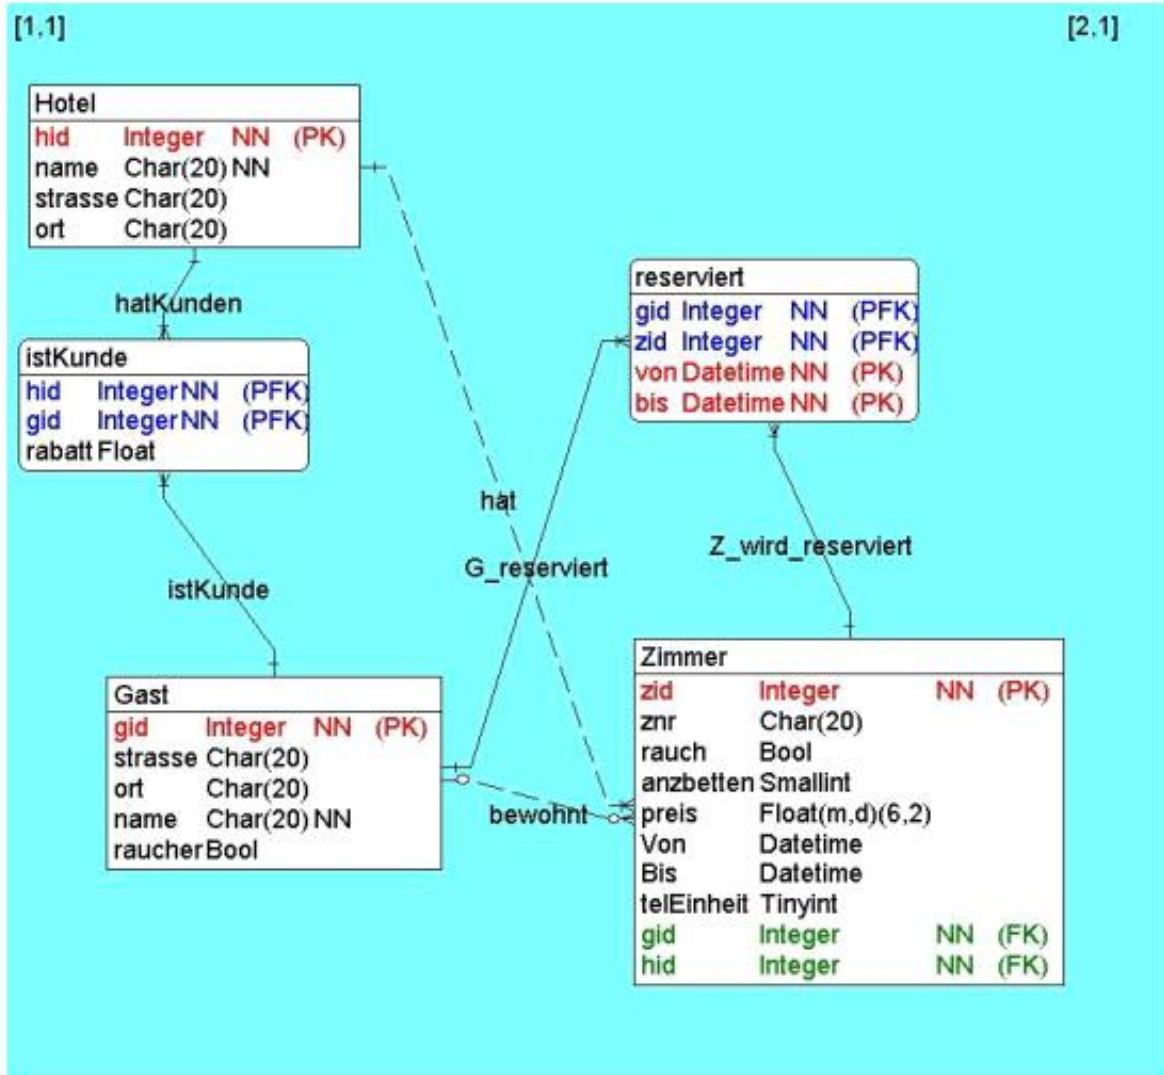 [1,1]
[2,1]
Hotel
hid Integer NN (PK)
name Char(20) NN
strasse Char(20)
ort Char(20)
hatKunden
istKunde
hid Integer NN (PFK)
gid Integer NN (PFK)
rabatt Float
istKunde
hat
G_reserviert
reserviert
gid Integer NN (PFK)
zid Integer NN (PFK)
von Datetime NN (PK)
bis Datetime NN (PK)
Z_wird_reserviert
Gast
gid Integer NN (PK)
strasse Char(20)
ort Char(20)
name Char(20) NN
raucher Bool
bewohnt
Zimmer
zid Integer NN (PK)
znr Char(20)
rauch Bool
anzbetten Smallint
preis Float(m,d)(6,2)
Von Datetime
Bis Datetime
telEinheit Tinyint
gid Integer NN (FK)
hid Integer NN (FK)